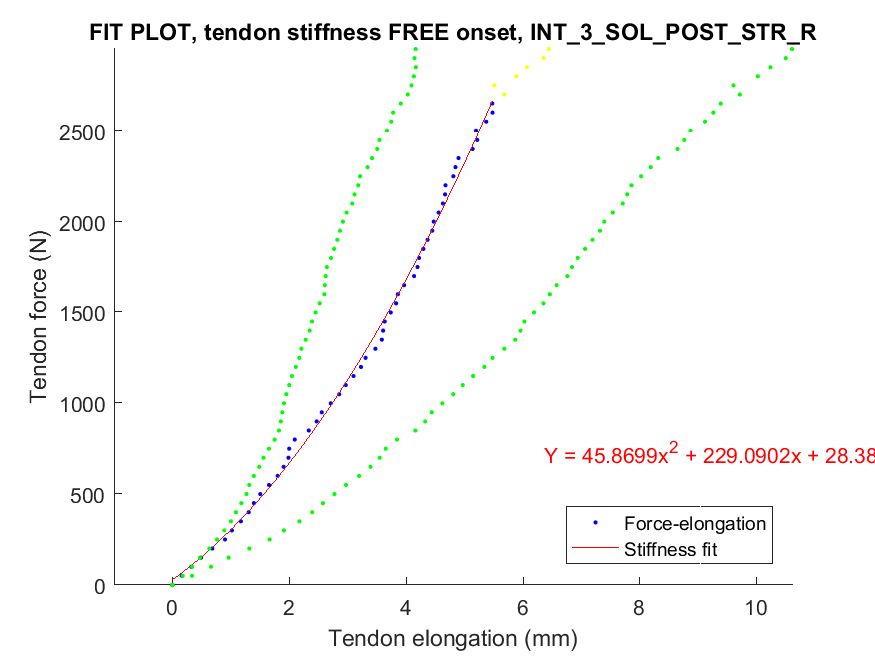 FIT PLOT, tendon stiffness FREE onset, INT_3_SOL_POST_STR_R
2500
2000
1500
1000
500
0
Tendon force (N)
Y = 45.8699x² + 229.0902x + 28.38
Force-elongation
Stiffness fit
0 2 4 6 8 10
Tendon elongation (mm)